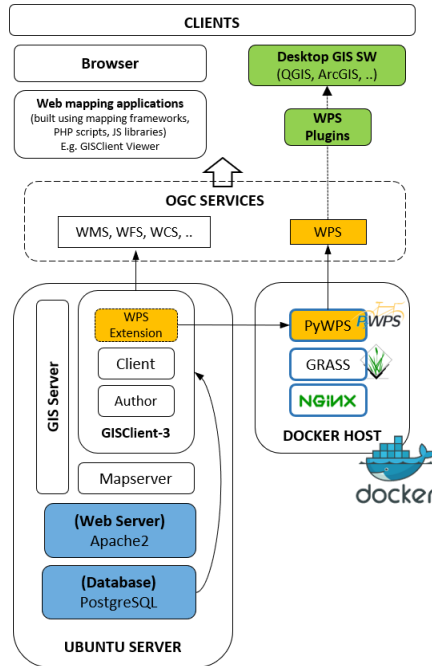 CLIENTS
Browser
Web mapping applications
(built using mapping frameworks,
PHP scripts, JS libraries)
E.g. GISClient Viewer
Desktop GIS SW
(QGIS, ArcGIS, ..)
WPS
Plugins
OGC SERVICES
WMS, WFS, WCS, ..
WPS
GIS Server
WPS
Extension
Client
Author
GISClient-3
Mapserver
(Web Server)
Apache2
(Database)
PostgreSQL
UBUNTU SERVER
PyWPS
PyWPS
GRASS
NGINX
DOCKER HOST
docker